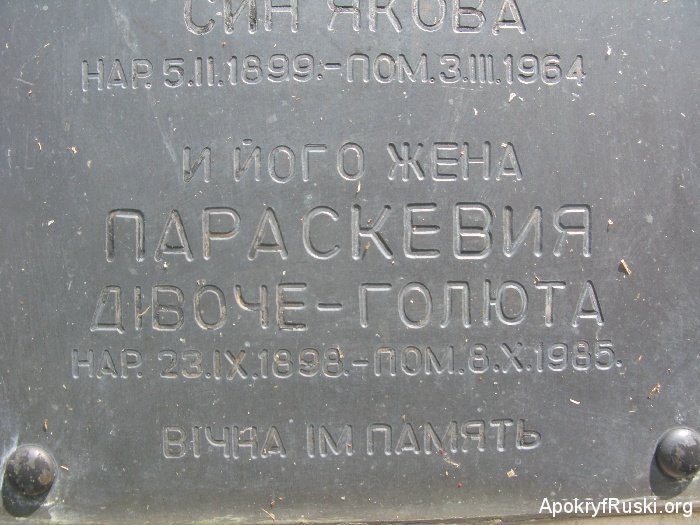 СИН ЯКОВА
НАР. 5.II.1899.-ПОМ.3.III.1964
И ЙОГО ЖЕНА
ПАРАСКЕВИЯ
ДІВОЧЕ-ГОЛЮТА
НАР. 23.IX.1898.-ПОМ.8.X.1985.
ВІЧНА ІМ ПАМЯТЬ
ApokryfRuski.org